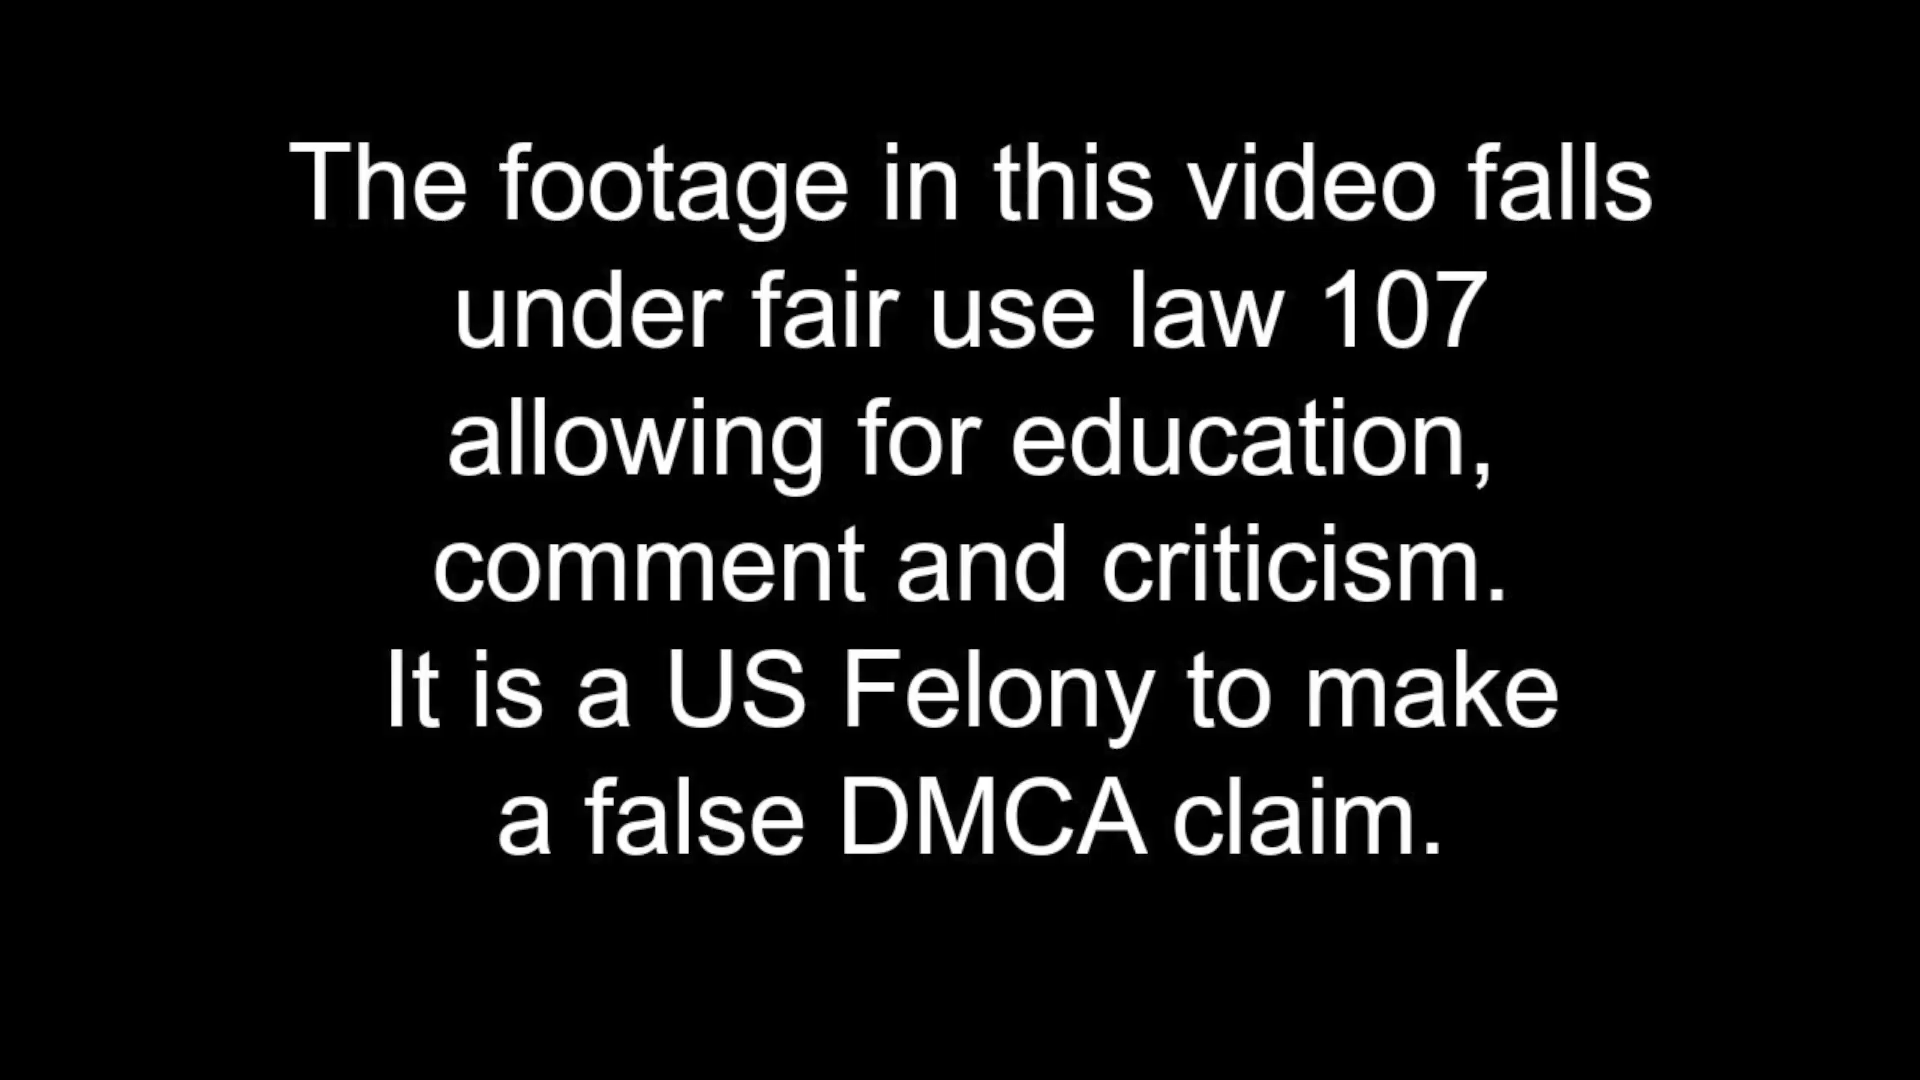 The footage in this video falls
under fair use law 107
allowing for education,
comment and criticism.
It is a US Felony to make
a false DMCA claim.